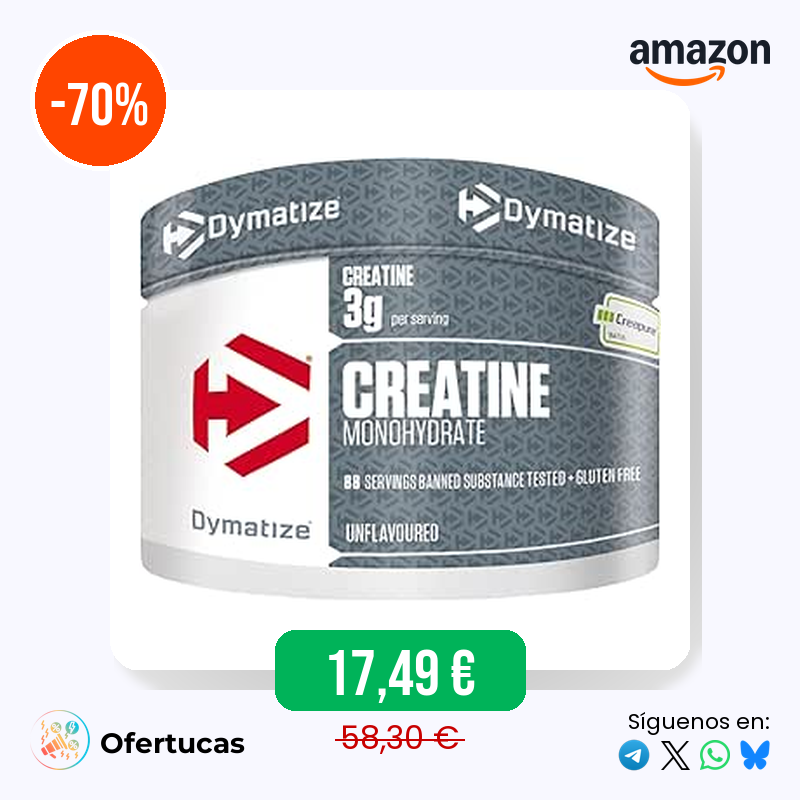 -70%
amazon
Dymatize
Dymatize
CREATINE
3g per serving
Creapure
CREATINE
MONOHYDRATE
88 SERVINGS BANNED SUBSTANCE TESTED + GLUTEN FREE
Dymatize
UNFLAVOURED
17,49 €
58,30 €
Ofertucas
Síguenos en: